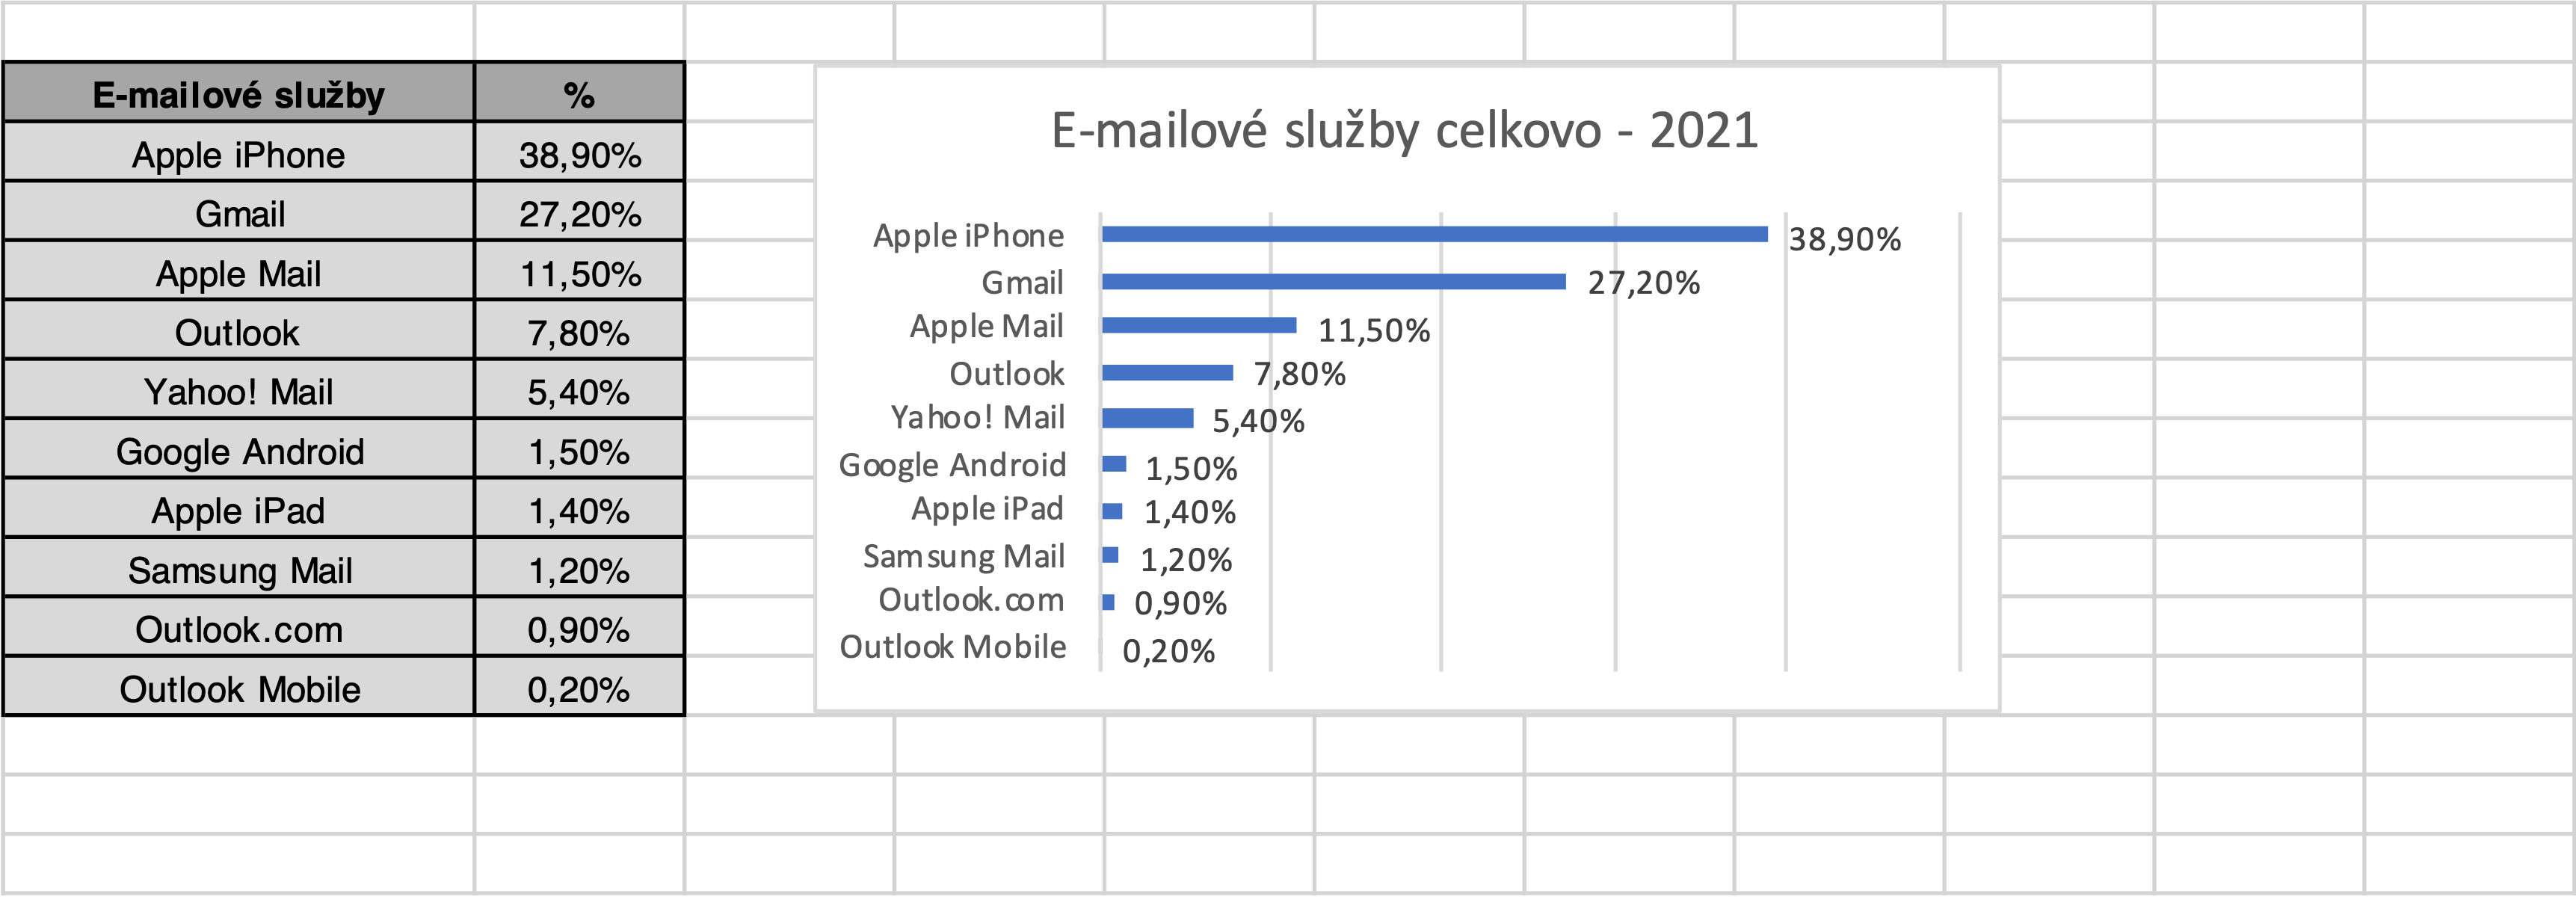 E-mailové služby %
Apple iPhone 38,90%
Gmail 27,20%
Apple Mail 11,50%
Outlook 7,80%
Yahoo! Mail 5,40%
Google Android 1,50%
Apple iPad 1,40%
Samsung Mail 1,20%
Outlook.com 0,90%
Outlook Mobile 0,20%
E-mailové služby celkovo - 2021
Apple iPhone 38,90%
Gmail 27,20%
Apple Mail 11,50%
Outlook 7,80%
Yahoo! Mail 5,40%
Google Android 1,50%
Apple iPad 1,40%
Samsung Mail 1,20%
Outlook.com 0,90%
Outlook Mobile 0,20%